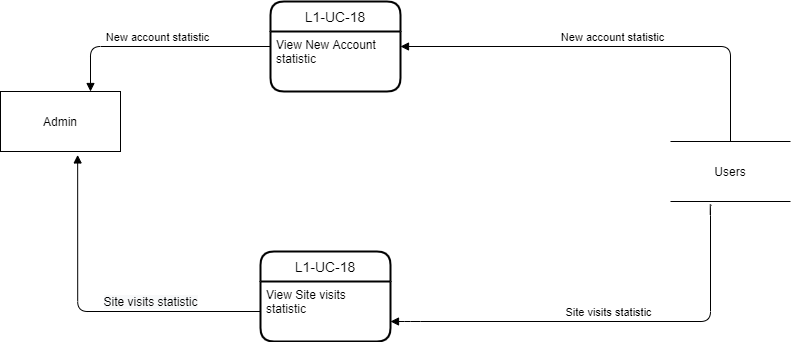 L1-UC-18
New account statistic
View New Account
statistic
New account statistic
Admin
Users
L1-UC-18
View Site visits
statistic
Site visits statistic
Site visits statistic